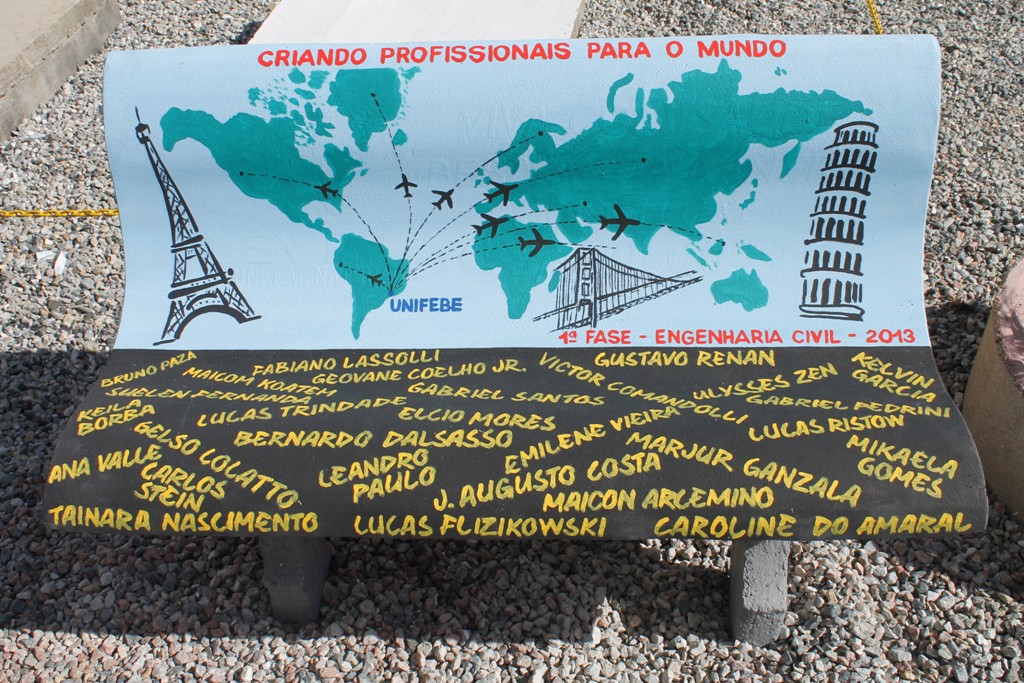 CRIANDO PROFISSIONAIS PARA O MUNDO
UNIFEBE
1ª FASE - ENGENHARIA CIVIL - 2013
BRUNO PAZA
FABIANO LASSOLLI
GUSTAVO RENAN
KELVIN
GARCIA
MAICOM KOATEM
GEOVANE COELHO JR.
VICTOR COMANDOLLI
ULYSSES ZEN
SUELEN FERNANDA
GABRIEL SANTOS
GABRIEL PEDRINI
KEILA
BORBA
LUCAS TRINDADE
ELCIO MORES
EMILENE VIEIRA
LUCAS RISTOW
GELSO LOLATTO
BERNARDO DALSASSO
MARJUR GANZALA
MIKAELA
GOMES
ANA VALLE
CARLOS
STEIN
LEANDRO
PAULO
J. AUGUSTO COSTA
MAICON ARCEMINO
TAINARA NASCIMENTO
LUCAS FLIZIKOWSKI
CAROLINE DO AMARAL